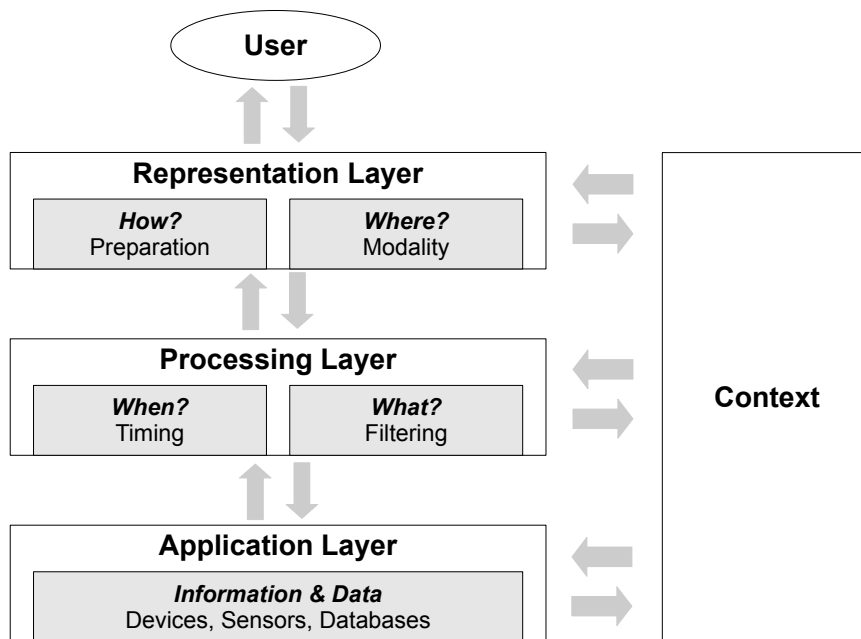 User
Representation Layer
How?
Preparation
Where?
Modality
Processing Layer
When?
Timing
What?
Filtering
Context
Application Layer
Information & Data
Devices, Sensors, Databases